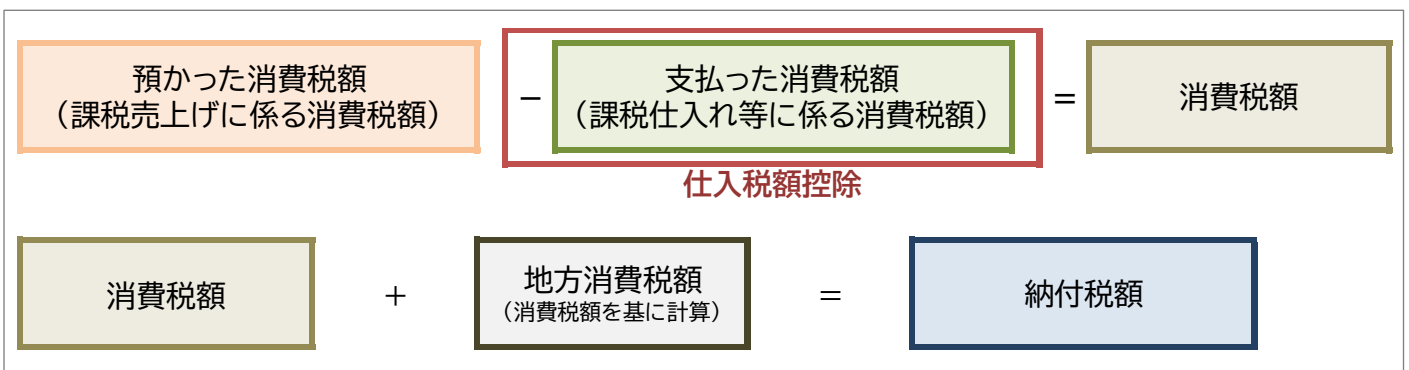 預かった消費税額
（課税売上げに係る消費税額）
－
支払った消費税額
（課税仕入れ等に係る消費税額）
＝
消費税額
仕入税額控除
消費税額
＋
地方消費税額
（消費税額を基に計算）
＝
納付税額